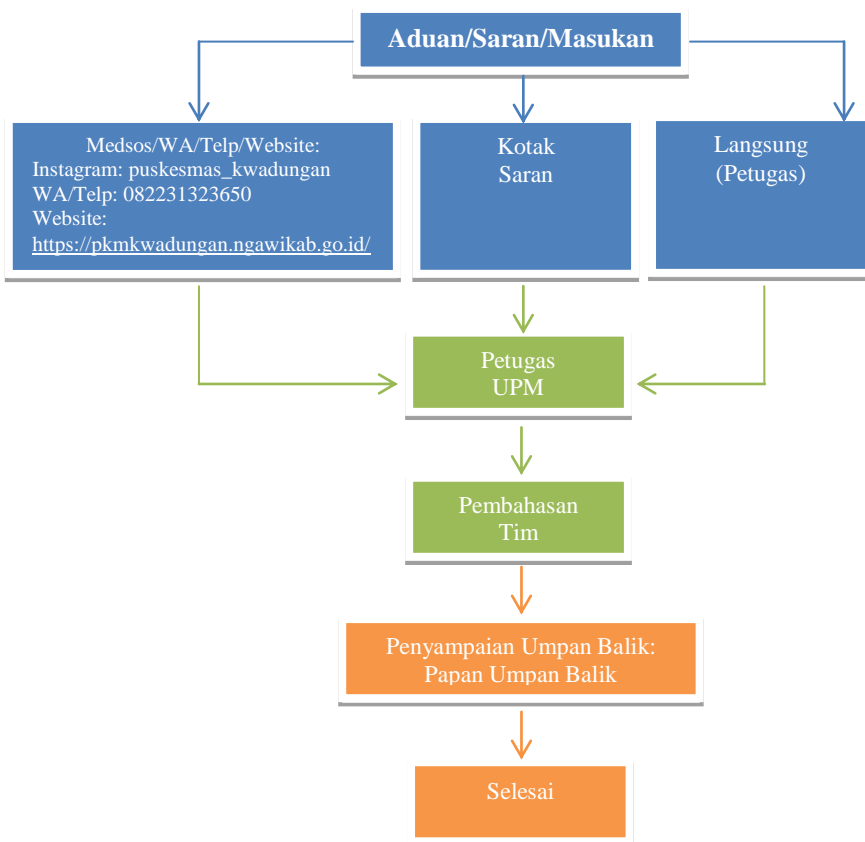 Aduan/Saran/Masukan
Medsos/WA/Telp/Website:
Instagram: puskesmas_kwadungan
WA/Telp: 082231323650
Website:
https://pkmkwadungan.ngawikab.go.id/
Kotak
Saran
Langsung
(Petugas)
Petugas
UPM
Pembahasan
Tim
Penyampaian Umpan Balik:
Papan Umpan Balik
Selesai